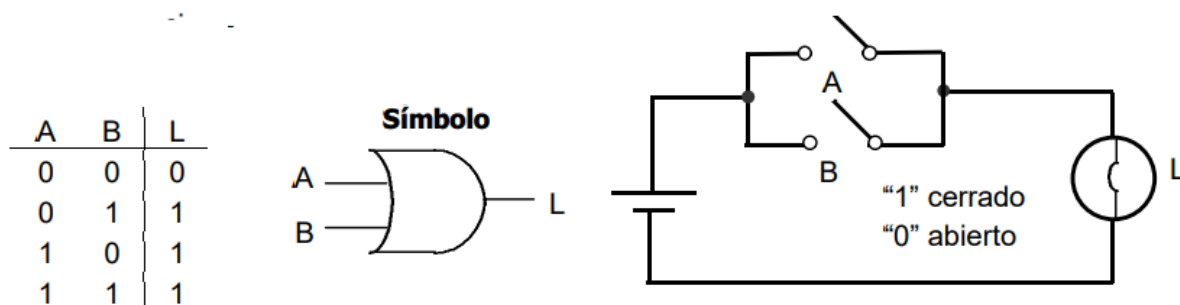 A B L
0 0 0
0 1 1
1 0 1
1 1 1
Símbolo
A
B
L
A
B
L
“1” cerrado
“0” abierto